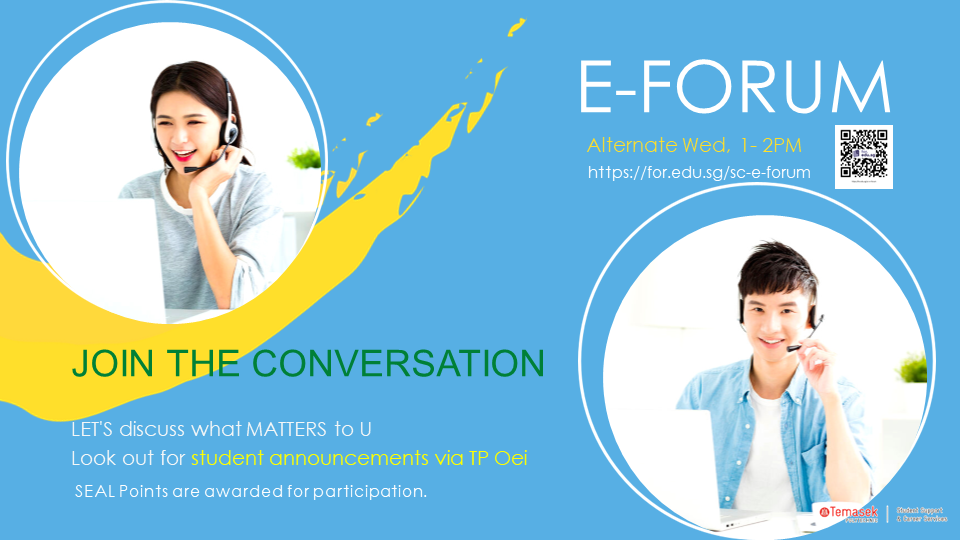 E-FORUM
Alternate Wed, 1- 2PM
https://for.edu.sg/sc-e-forum
JOIN THE CONVERSATION
LET'S discuss what MATTERS to U
Look out for student announcements via TP Oei
SEAL Points are awarded for participation.
Temasek
POLYTECHNIC
Student Support
& Career Services